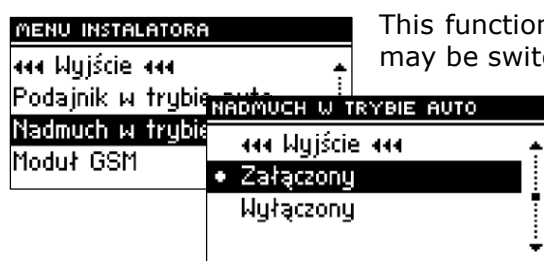 MENU INSTALATORA
Wyjście
Podajnik w trybie auto
Nadmuch w trybie
Moduł GSM
This function
may be swit
NADMUCH W TRYBIE AUTO
Wyjście
Załączony
Wyłączony